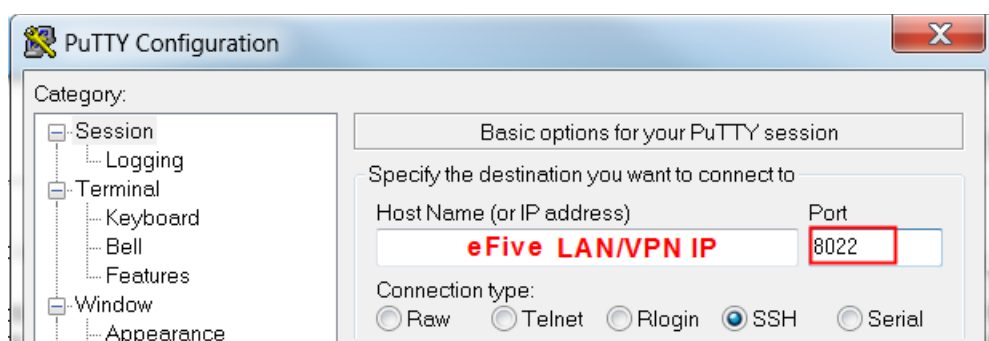 PuTTY Configuration
X
Category:
Session
Logging
Terminal
Keyboard
Bell
Features
Window
Appearance
Basic options for your PuTTY session
Specify the destination you want to connect to
Host Name (or IP address) Port
eFive LAN/VPN IP 8022
Connection type:
Raw Telnet Rlogin SSH Serial